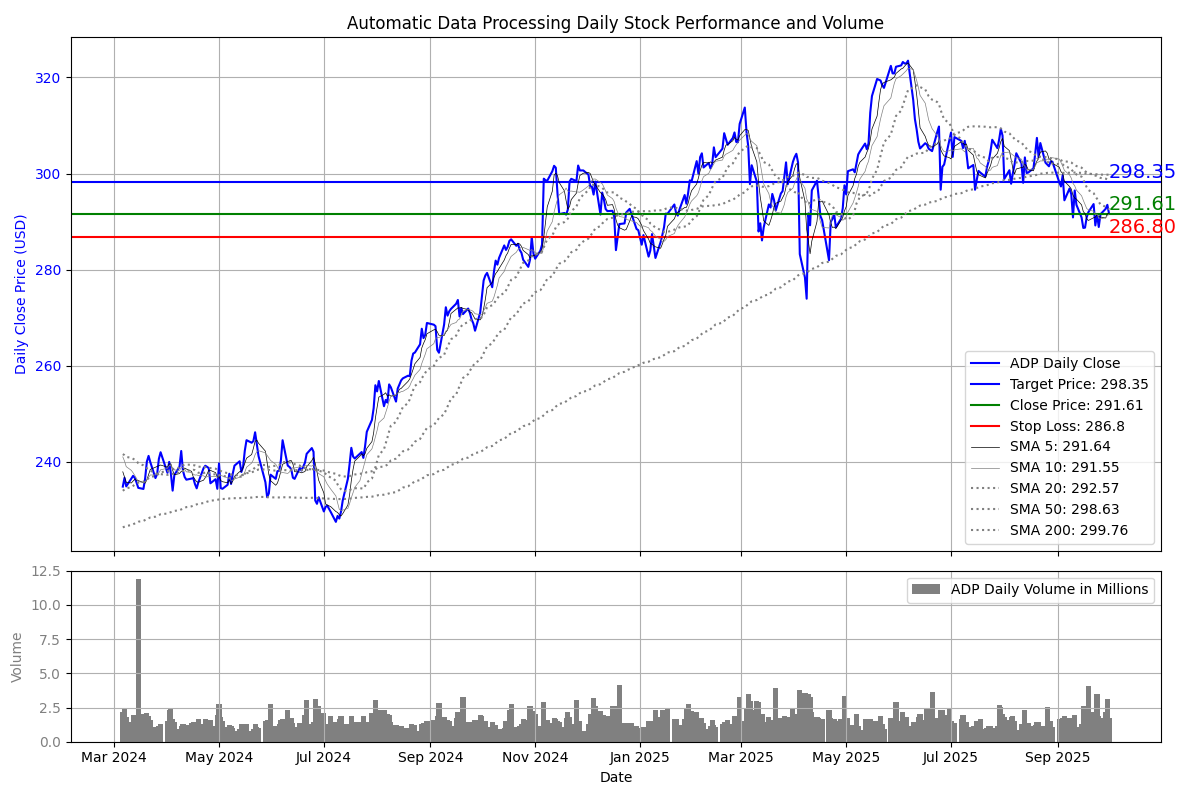 Automatic Data Processing Daily Stock Performance and Volume
Daily Close Price (USD)
320
300
280
260
240
298.35
291.61
286.80
ADP Daily Close
Target Price: 298.35
Close Price: 291.61
Stop Loss: 286.8
SMA 5: 291.64
SMA 10: 291.55
SMA 20: 292.57
SMA 50: 298.63
SMA 200: 299.76
Volume
12.5
10.0
7.5
5.0
2.5
0.0
ADP Daily Volume in Millions
Mar 2024 May 2024 Jul 2024 Sep 2024 Nov 2024 Jan 2025 Mar 2025 May 2025 Jul 2025 Sep 2025
Date